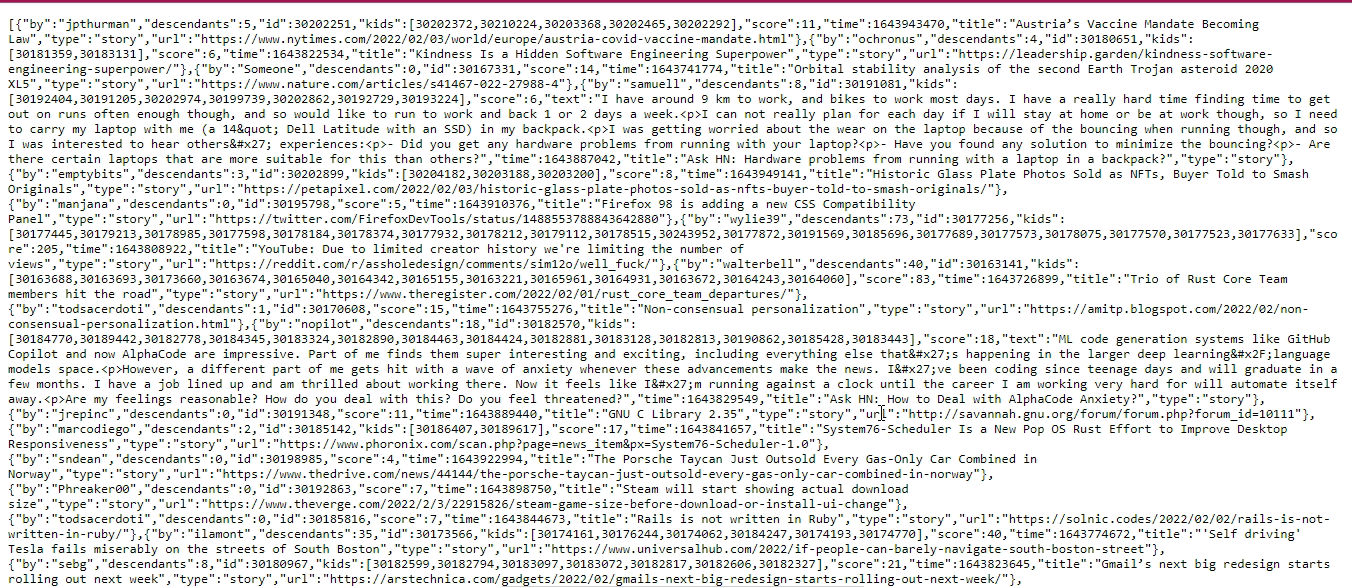 [{"by":"jpthurman","descendants":5,"id":30202251,"kids":[30202372,30210224,30203368,30202465,30202292],"score":11,"time":1643943470,"title":"Austria’s Vaccine Mandate Becoming
Law","type":"story","url":"https://www.nytimes.com/2022/02/03/world/europe/austria-covid-vaccine-mandate.html"},{"by":"ochronus","descendants":4,"id":30180651,"kids":
[30181359,30183131],"score":6,"time":1643822534,"title":"Kindness Is a Hidden Software Engineering Superpower","type":"story","url":"https://leadership.garden/kindness-software-
engineering-superpower/"},{"by":"Someone","descendants":0,"id":30167331,"score":14,"time":1643741774,"title":"Orbital stability analysis of the second Earth Trojan asteroid 2020
XL5","type":"story","url":"https://www.nature.com/articles/s41467-022-27988-4"},{"by":"samuell","descendants":8,"id":30191081,"kids":
[30192404,30191205,30202974,30199739,30202862,30192729,30193224],"score":6,"text":"I have around 9 km to work, and bikes to work most days. I have a really hard time finding time to get
out on runs often enough though, and so would like to run to work and back 1 or 2 days a week.<p>I can not really plan for each day if I will stay at home or be at work though, so I need
to carry my laptop with me (a 14&quot; Dell Latitude with an SSD) in my backpack.<p>I was getting worried about the wear on the laptop because of the bouncing when running though, and so
I was interested to hear others&#x27; experiences:<p>- Did you get any hardware problems from running with your laptop?<p>- Have you found any solution to minimize the bouncing?<p>- Are
there certain laptops that are more suitable for this than others?","time":1643887042,"title":"Ask HN: Hardware problems from running with a laptop in a backpack?","type":"story"},
{"by":"emptybits","descendants":3,"id":30202899,"kids":[30204182,30203188,30203200],"score":8,"time":1643949141,"title":"Historic Glass Plate Photos Sold as NFTs, Buyer Told to Smash
Originals","type":"story","url":"https://petapixel.com/2022/02/03/historic-glass-plate-photos-sold-as-nfts-buyer-told-to-smash-originals/"},
{"by":"manjana","descendants":0,"id":30195798,"score":5,"time":1643910376,"title":"Firefox 98 is adding a new CSS Compatibility
Panel","type":"story","url":"https://twitter.com/FirefoxDevTools/status/1488553788843642880"},{"by":"wylie39","descendants":73,"id":30177256,"kids":
[30177445,30179213,30178985,30177598,30178184,30178374,30177932,30178212,30179112,30178515,30243952,30177872,30191569,30185696,30177689,30177573,30178075,30177570,30177523,30177633],"sco
re":205,"time":1643808922,"title":"YouTube: Due to limited creator history we're limiting the number of
views","type":"story","url":"https://reddit.com/r/assholedesign/comments/sim12o/well_fuck/"},{"by":"walterbell","descendants":40,"id":30163141,"kids":
[30163688,30163693,30173660,30163674,30165040,30164342,30165155,30163221,30165961,30164931,30163672,30164243,30164060],"score":83,"time":1643726899,"title":"Trio of Rust Core Team
members hit the road","type":"story","url":"https://www.theregister.com/2022/02/01/rust_core_team_departures/"},
{"by":"todsacerdoti","descendants":1,"id":30170608,"score":15,"time":1643755276,"title":"Non-consensual personalization","type":"story","url":"https://amitp.blogspot.com/2022/02/non-
consensual-personalization.html"},{"by":"nopilot","descendants":18,"id":30182570,"kids":
[30184770,30189442,30182778,30184345,30183324,30182890,30184463,30184424,30182881,30183128,30182813,30190862,30185428,30183443],"score":18,"text":"ML code generation systems like GitHub
Copilot and now AlphaCode are impressive. Part of me finds them super interesting and exciting, including everything else that&#x27;s happening in the larger deep learning&#x2F;language
models space.<p>However, a different part of me gets hit with a wave of anxiety whenever these advancements make the news. I&#x27;ve been coding since teenage days and will graduate in a
few months. I have a job lined up and am thrilled about working there. Now it feels like I&#x27;m running against a clock until the career I am working very hard for will automate itself
away.<p>Are my feelings reasonable? How do you deal with this? Do you feel threatened?","time":1643829549,"title":"Ask HN: How to Deal with AlphaCode Anxiety?","type":"story"},
{"by":"jrepinc","descendants":0,"id":30191348,"score":11,"time":1643889440,"title":"GNU C Library 2.35","type":"story","url":"http://savannah.gnu.org/forum/forum.php?forum_id=10111"},
{"by":"marcodiego","descendants":2,"id":30185142,"kids":[30186407,30189617],"score":17,"time":1643841657,"title":"System76-Scheduler Is a New Pop OS Rust Effort to Improve Desktop
Responsiveness","type":"story","url":"https://www.phoronix.com/scan.php?page=news_item&px=System76-Scheduler-1.0"},
{"by":"sndean","descendants":0,"id":30198985,"score":4,"time":1643922994,"title":"The Porsche Taycan Just Outsold Every Gas-Only Car Combined in
Norway","type":"story","url":"https://www.thedrive.com/news/44144/the-porsche-taycan-just-outsold-every-gas-only-car-combined-in-norway"},
{"by":"Phreaker00","descendants":0,"id":30192863,"score":7,"time":1643898750,"title":"Steam will start showing actual download
size","type":"story","url":"https://www.theverge.com/2022/2/3/22915826/steam-game-size-before-download-or-install-ui-change"},
{"by":"todsacerdoti","descendants":0,"id":30185816,"score":7,"time":1643844673,"title":"Rails is not written in Ruby","type":"story","url":"https://solnic.codes/2022/02/02/rails-is-not-
written-in-ruby/"},{"by":"ilamont","descendants":35,"id":30173566,"kids":[30174161,30176244,30174062,30184247,30174193,30174770],"score":40,"time":1643774672,"title":"'Self driving'
Tesla fails miserably on the streets of South Boston","type":"story","url":"https://www.universalhub.com/2022/if-people-can-barely-navigate-south-boston-street"},
{"by":"sebg","descendants":8,"id":30180967,"kids":[30182599,30182794,30183097,30183072,30182817,30182606,30182327],"score":21,"time":1643823645,"title":"Gmail’s next big redesign starts
rolling out next week","type":"story","url":"https://arstechnica.com/gadgets/2022/02/gmails-next-big-redesign-starts-rolling-out-next-week/"},